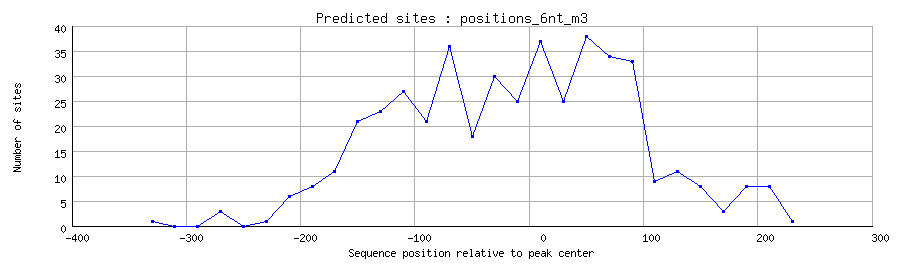 Predicted sites : positions_6nt_m3
40
35
30
25
20
15
10
5
0
Number of sites
-400 -300 -200 -100 0 100 200 300
Sequence position relative to peak center